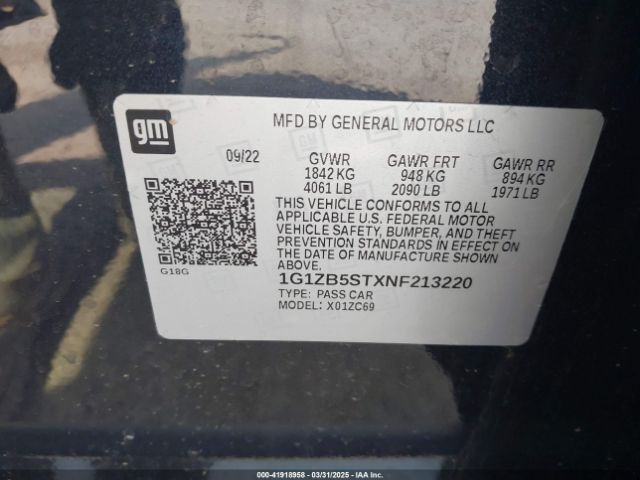 gm
MFD BY GENERAL MOTORS LLC
09/22 GVWR GAWR FRT GAWR RR
1842 KG 948 KG 894 KG
4061 LB 2090 LB 1971 LB
THIS VEHICLE CONFORMS TO ALL
APPLICABLE U.S. FEDERAL MOTOR
VEHICLE SAFETY, BUMPER, AND THEFT
PREVENTION STANDARDS IN EFFECT ON
THE DATE OF MANUFACTURE SHOWN
ABOVE.
G18G
1G1ZB5STXNF213220
TYPE: PASS CAR
MODEL: X01ZC69
000-41918958 - 03/31/2025 - IAA Inc.